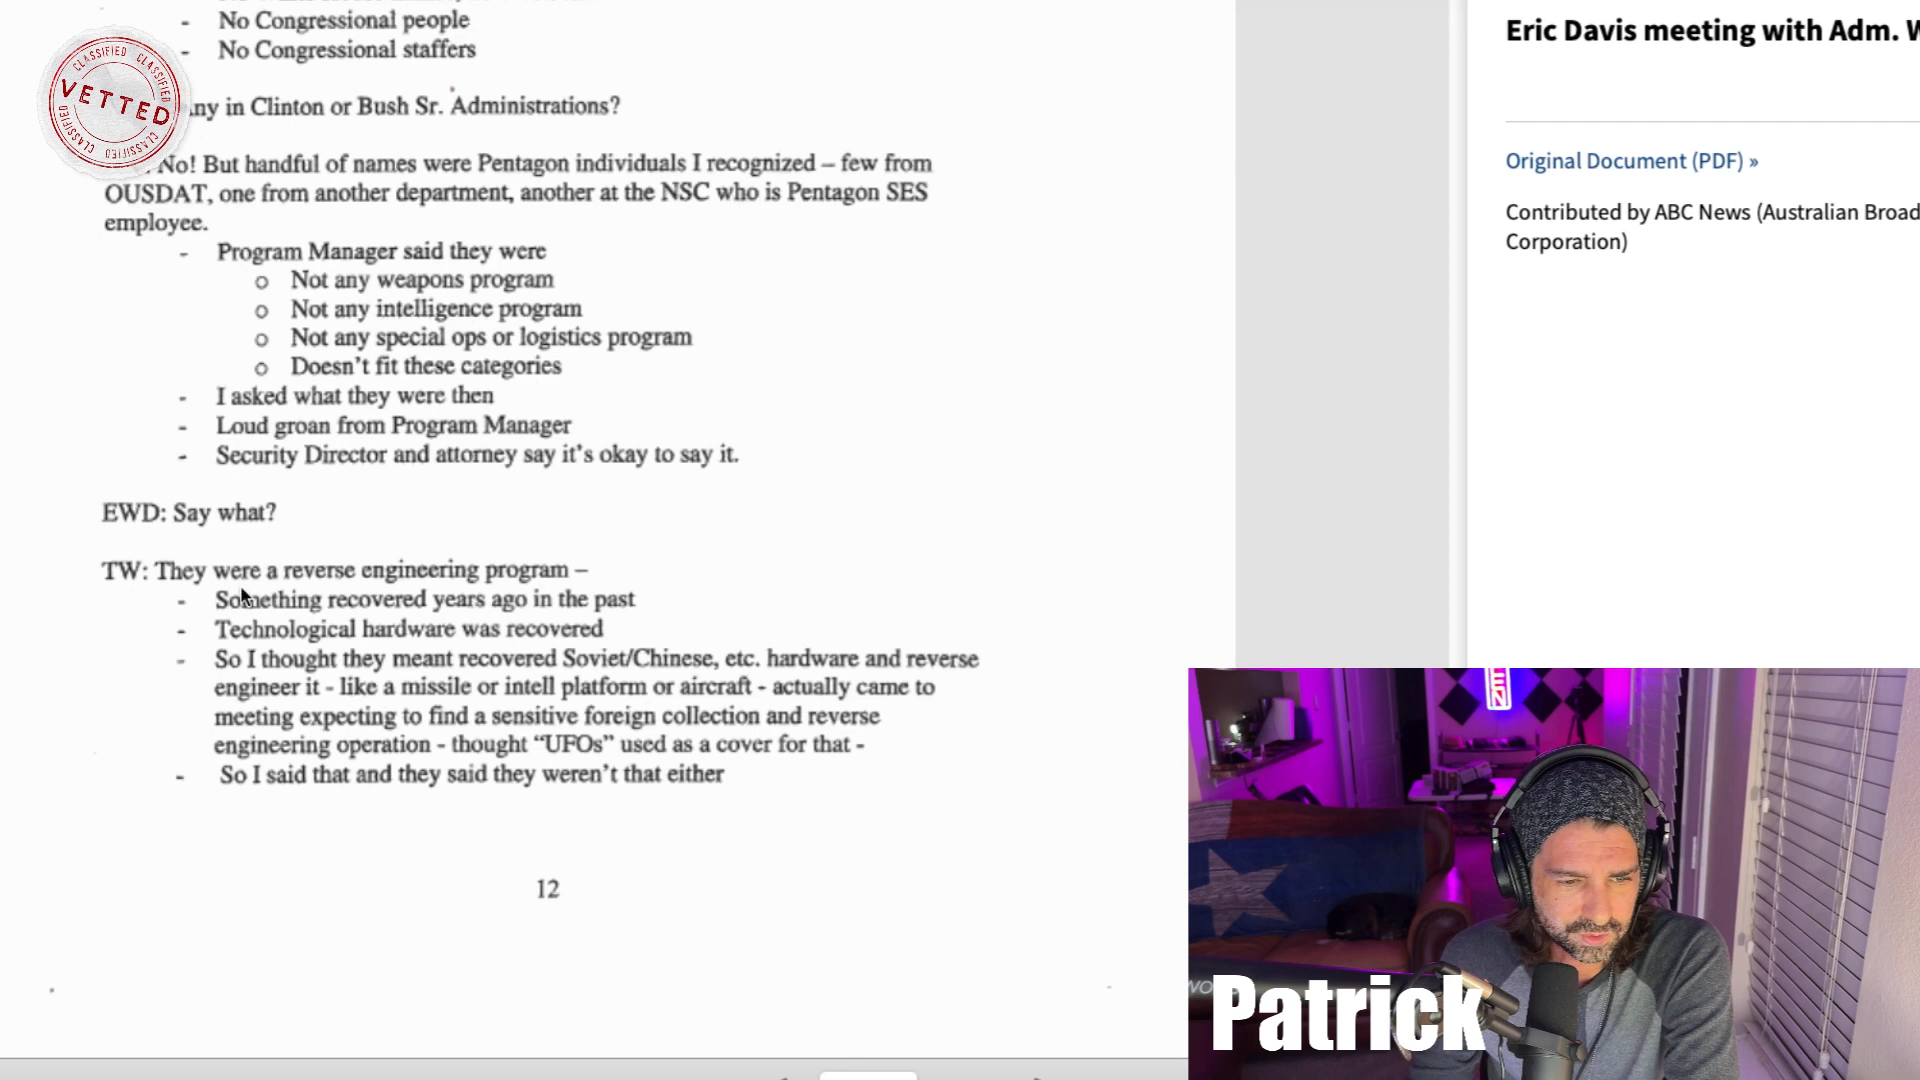 - No Congressional people
- No Congressional staffers
CLASSIFIED CLASSIFIED CLASSIFIED CLASSIFIED
VETTED
ny in Clinton or Bush Sr. Administrations?
No! But handful of names were Pentagon individuals I recognized – few from
OUSDAT, one from another department, another at the NSC who is Pentagon SES
employee.
- Program Manager said they were
o Not any weapons program
o Not any intelligence program
o Not any special ops or logistics program
o Doesn't fit these categories
- I asked what they were then
- Loud groan from Program Manager
- Security Director and attorney say it's okay to say it.
EWD: Say what?
TW: They were a reverse engineering program –
- Something recovered years ago in the past
- Technological hardware was recovered
- So I thought they meant recovered Soviet/Chinese, etc. hardware and reverse
engineer it - like a missile or intell platform or aircraft - actually came to
meeting expecting to find a sensitive foreign collection and reverse
engineering operation - thought “UFOs” used as a cover for that -
- So I said that and they said they weren't that either
12
Eric Davis meeting with Adm. W
Original Document (PDF) »
Contributed by ABC News (Australian Broad
Corporation)
Patrick